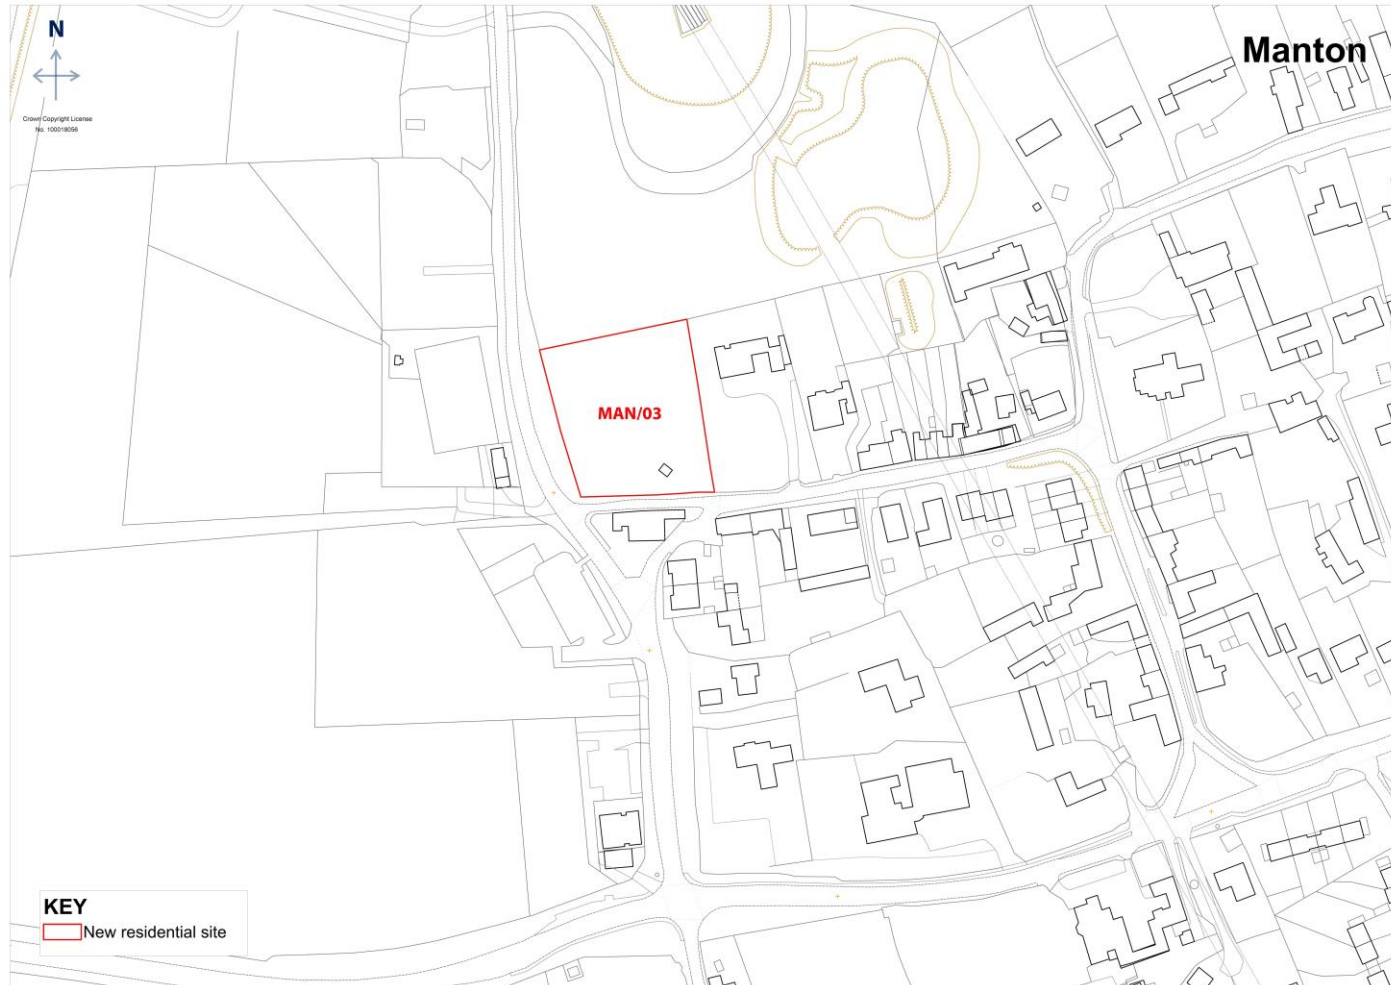 N
Manton
Crown Copyright License
No. 100018056
MAN/03
KEY
New residential site